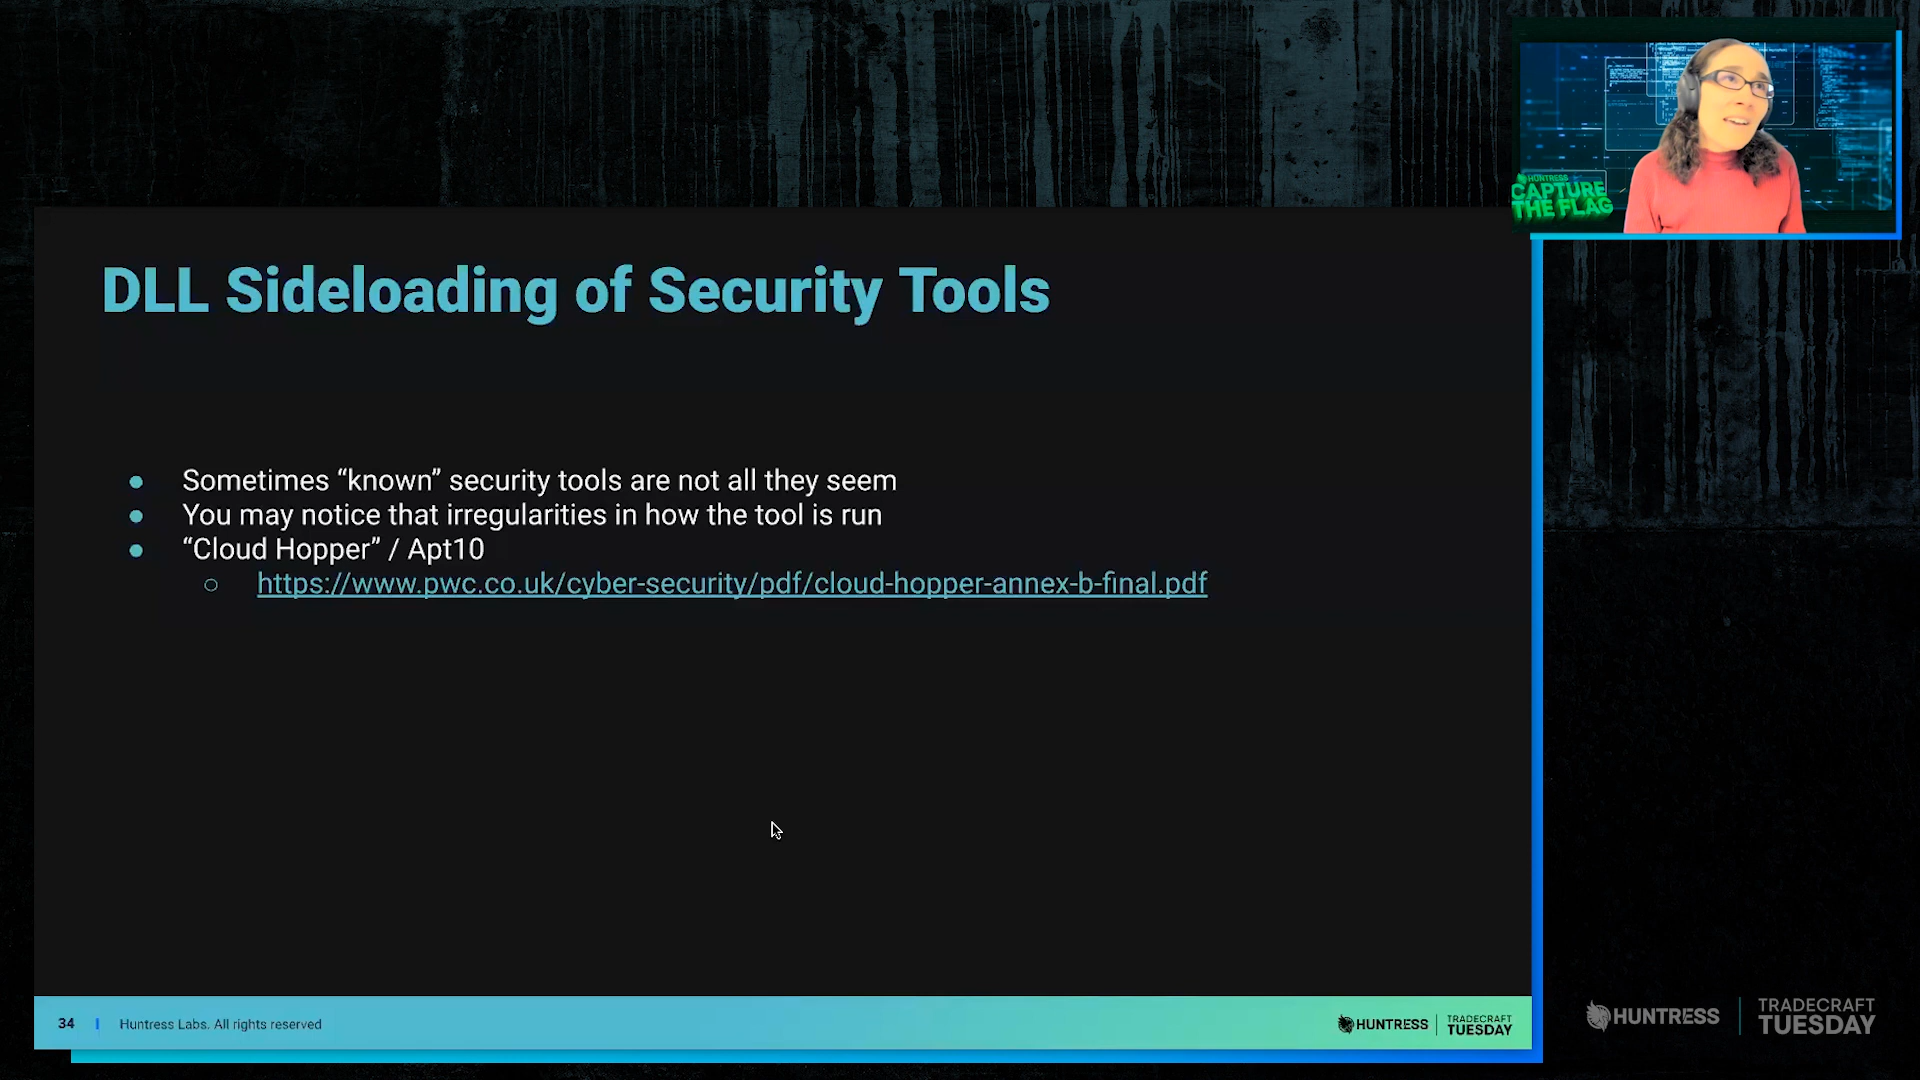 HUNTRESS
CAPTURE
THE FLAG
DLL Sideloading of Security Tools
Sometimes “known” security tools are not all they seem
You may notice that irregularities in how the tool is run
“Cloud Hopper” / Apt10
https://www.pwc.co.uk/cyber-security/pdf/cloud-hopper-annex-b-final.pdf
34 | Huntress Labs. All rights reserved
HUNTRESS | TRADECRAFT
TUESDAY
HUNTRESS | TRADECRAFT
TUESDAY